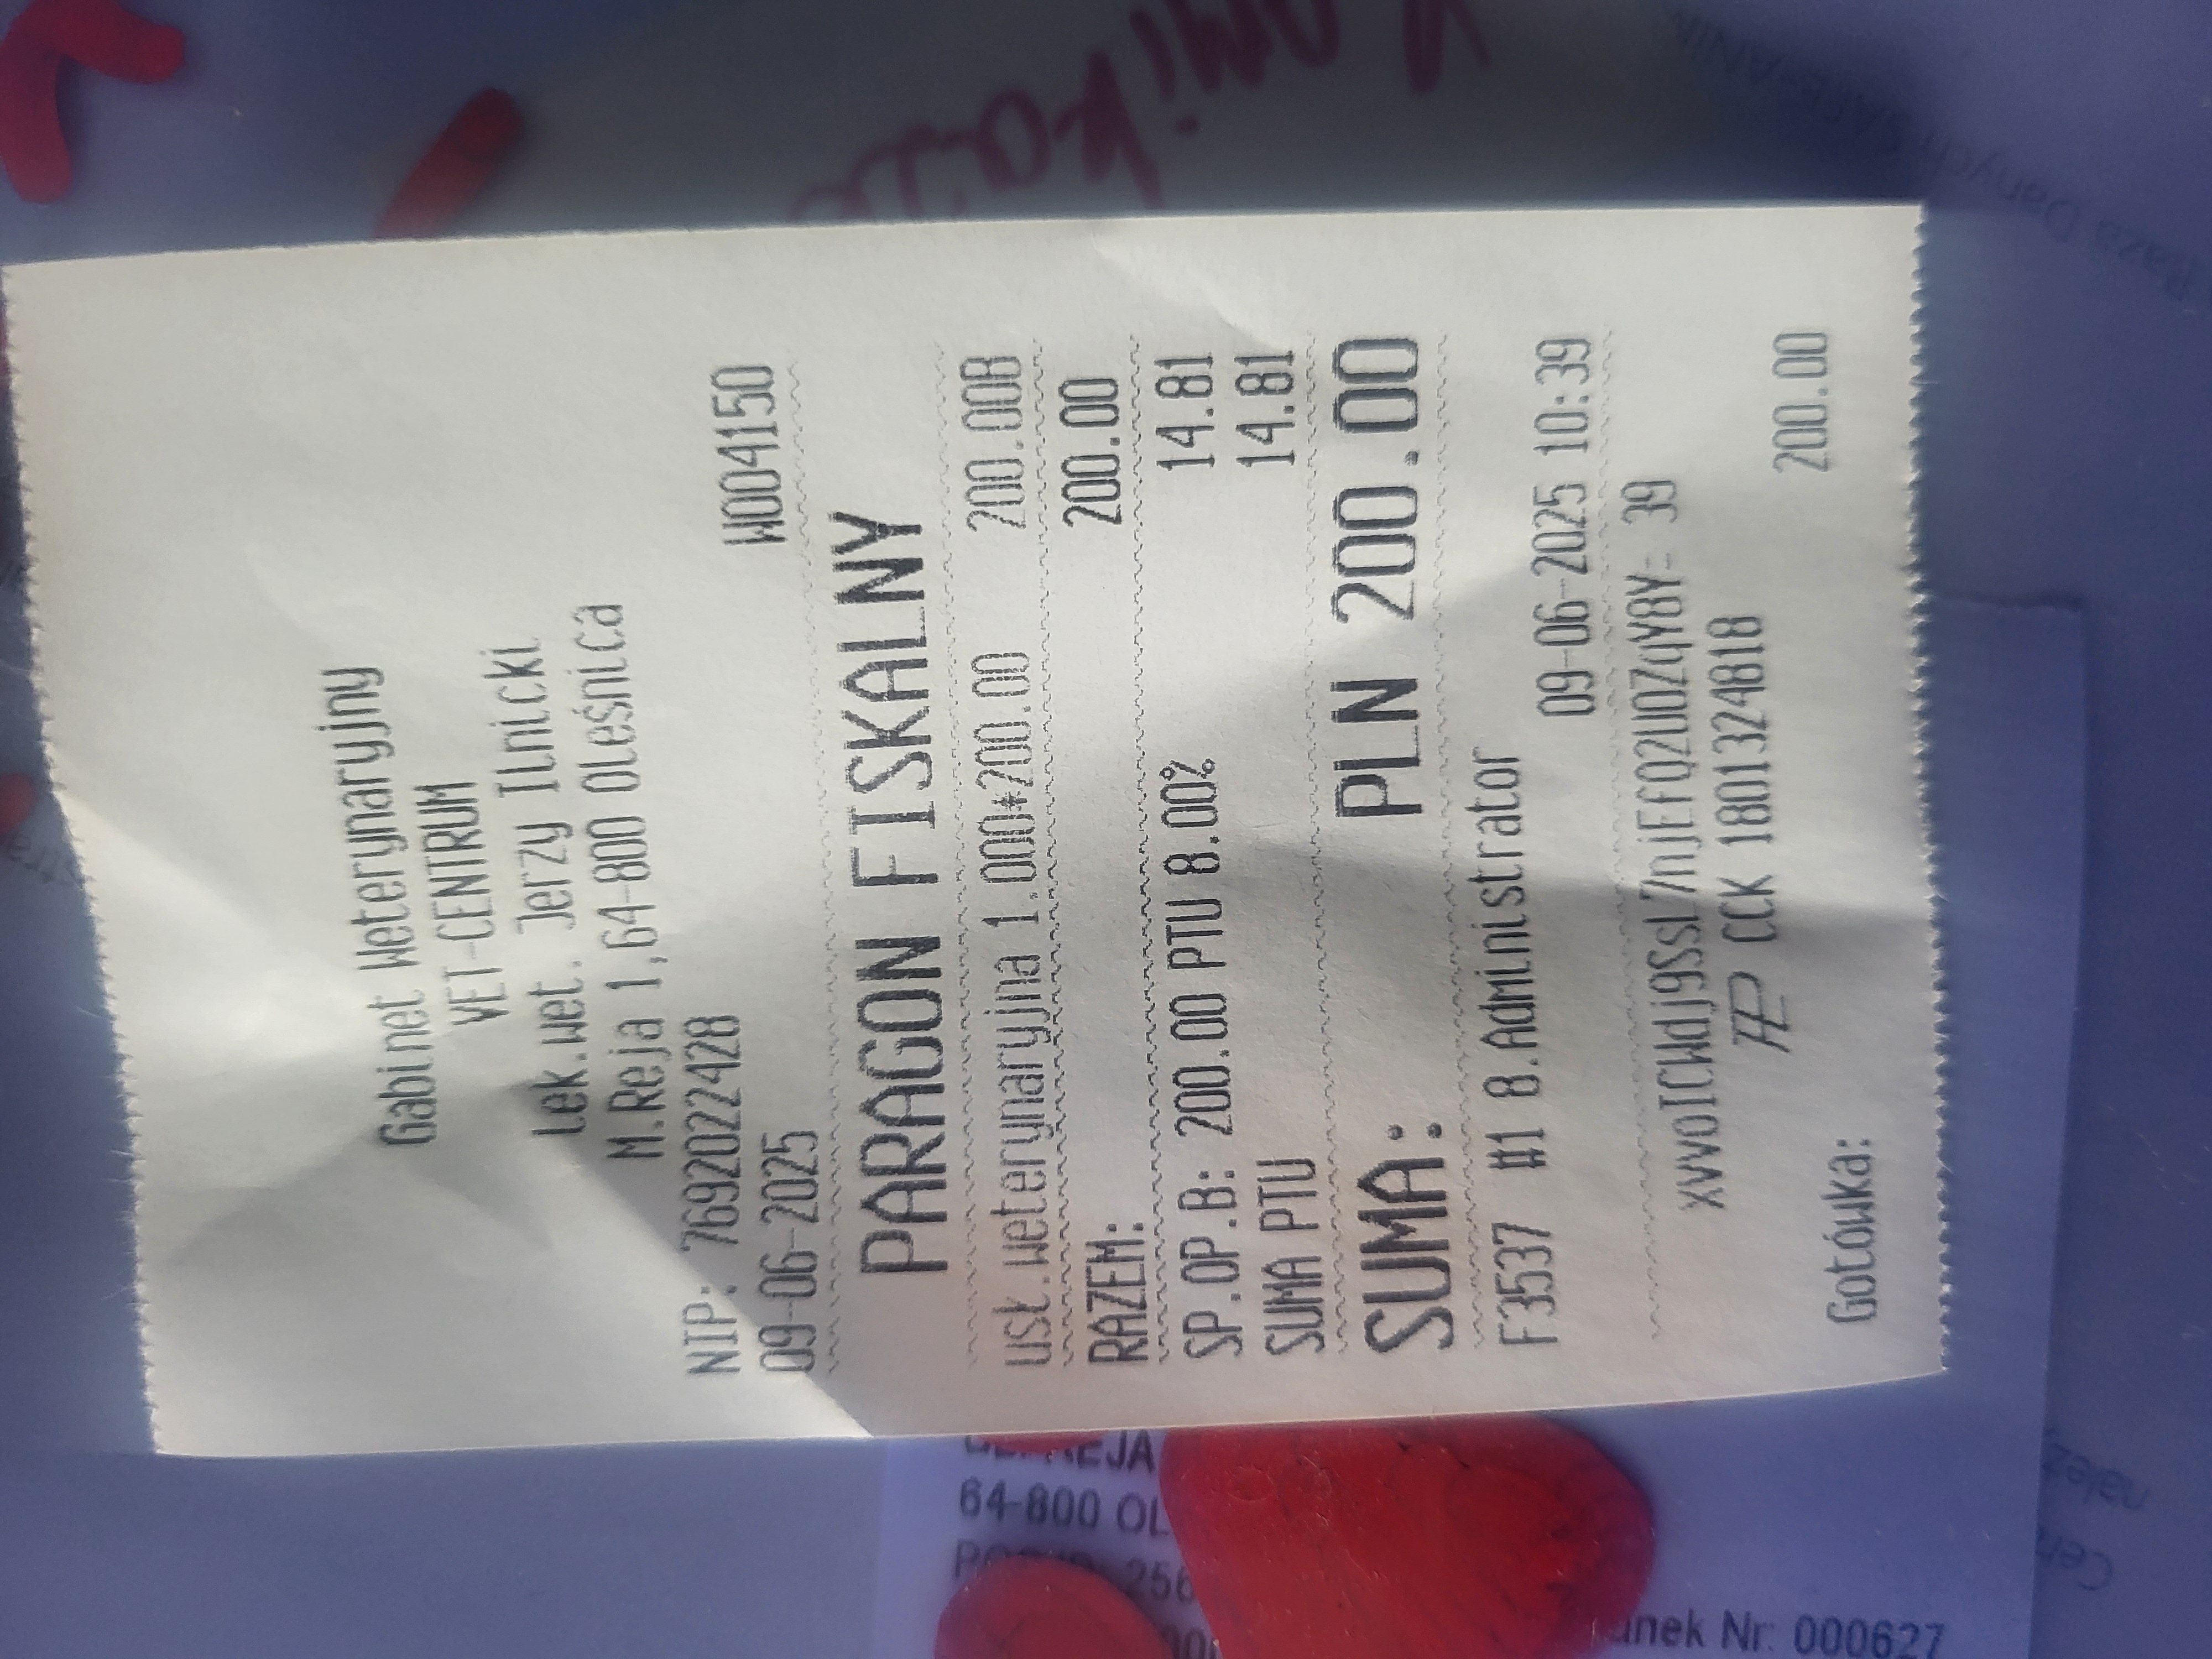 Gabinet Weterynaryjny
VET-CENTRUM
Lek.wet. Jerzy Ilnicki
M.Reja 1,64-800 Oleśnica
NIP: 7692022428
09-06-2025 W004150
PARAGON FISKALNY
usł.weterynaryjna 1.000*200.00 200.00B
RAZEM: 200.00
SP.OP.B: 200.00 PTU 8.00% 14.81
SUMA PTU 14.81
SUMA: PLN 200.00
F3537 #1 8.Administrator 09-06-2025 10:39
39
CCK 1801324818
Gotówka: 200.00
64-800 OL
256
Nr: 000627